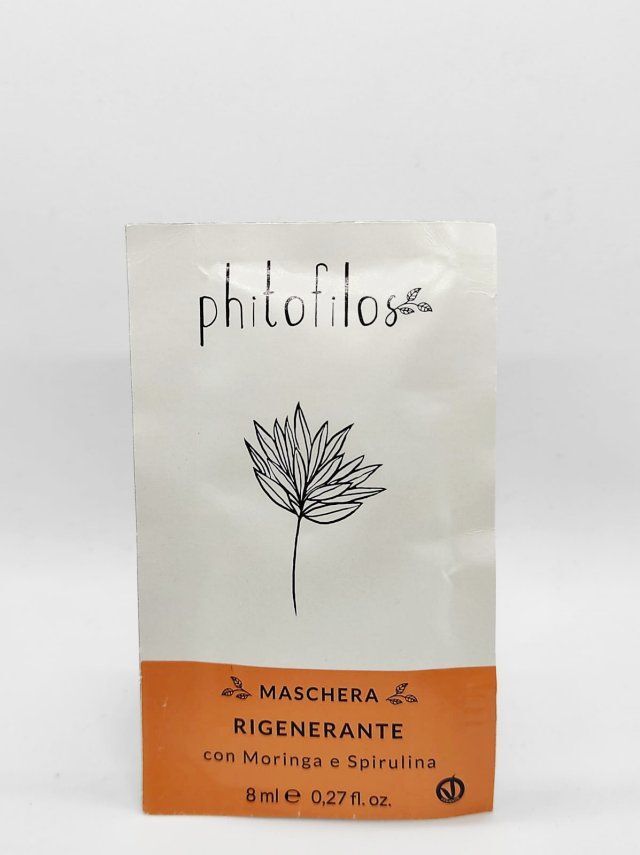 phitofilos
MASCHERA
RIGENERANTE
con Moringa e Spirulina
8 ml ℮ 0,27 fl. oz.